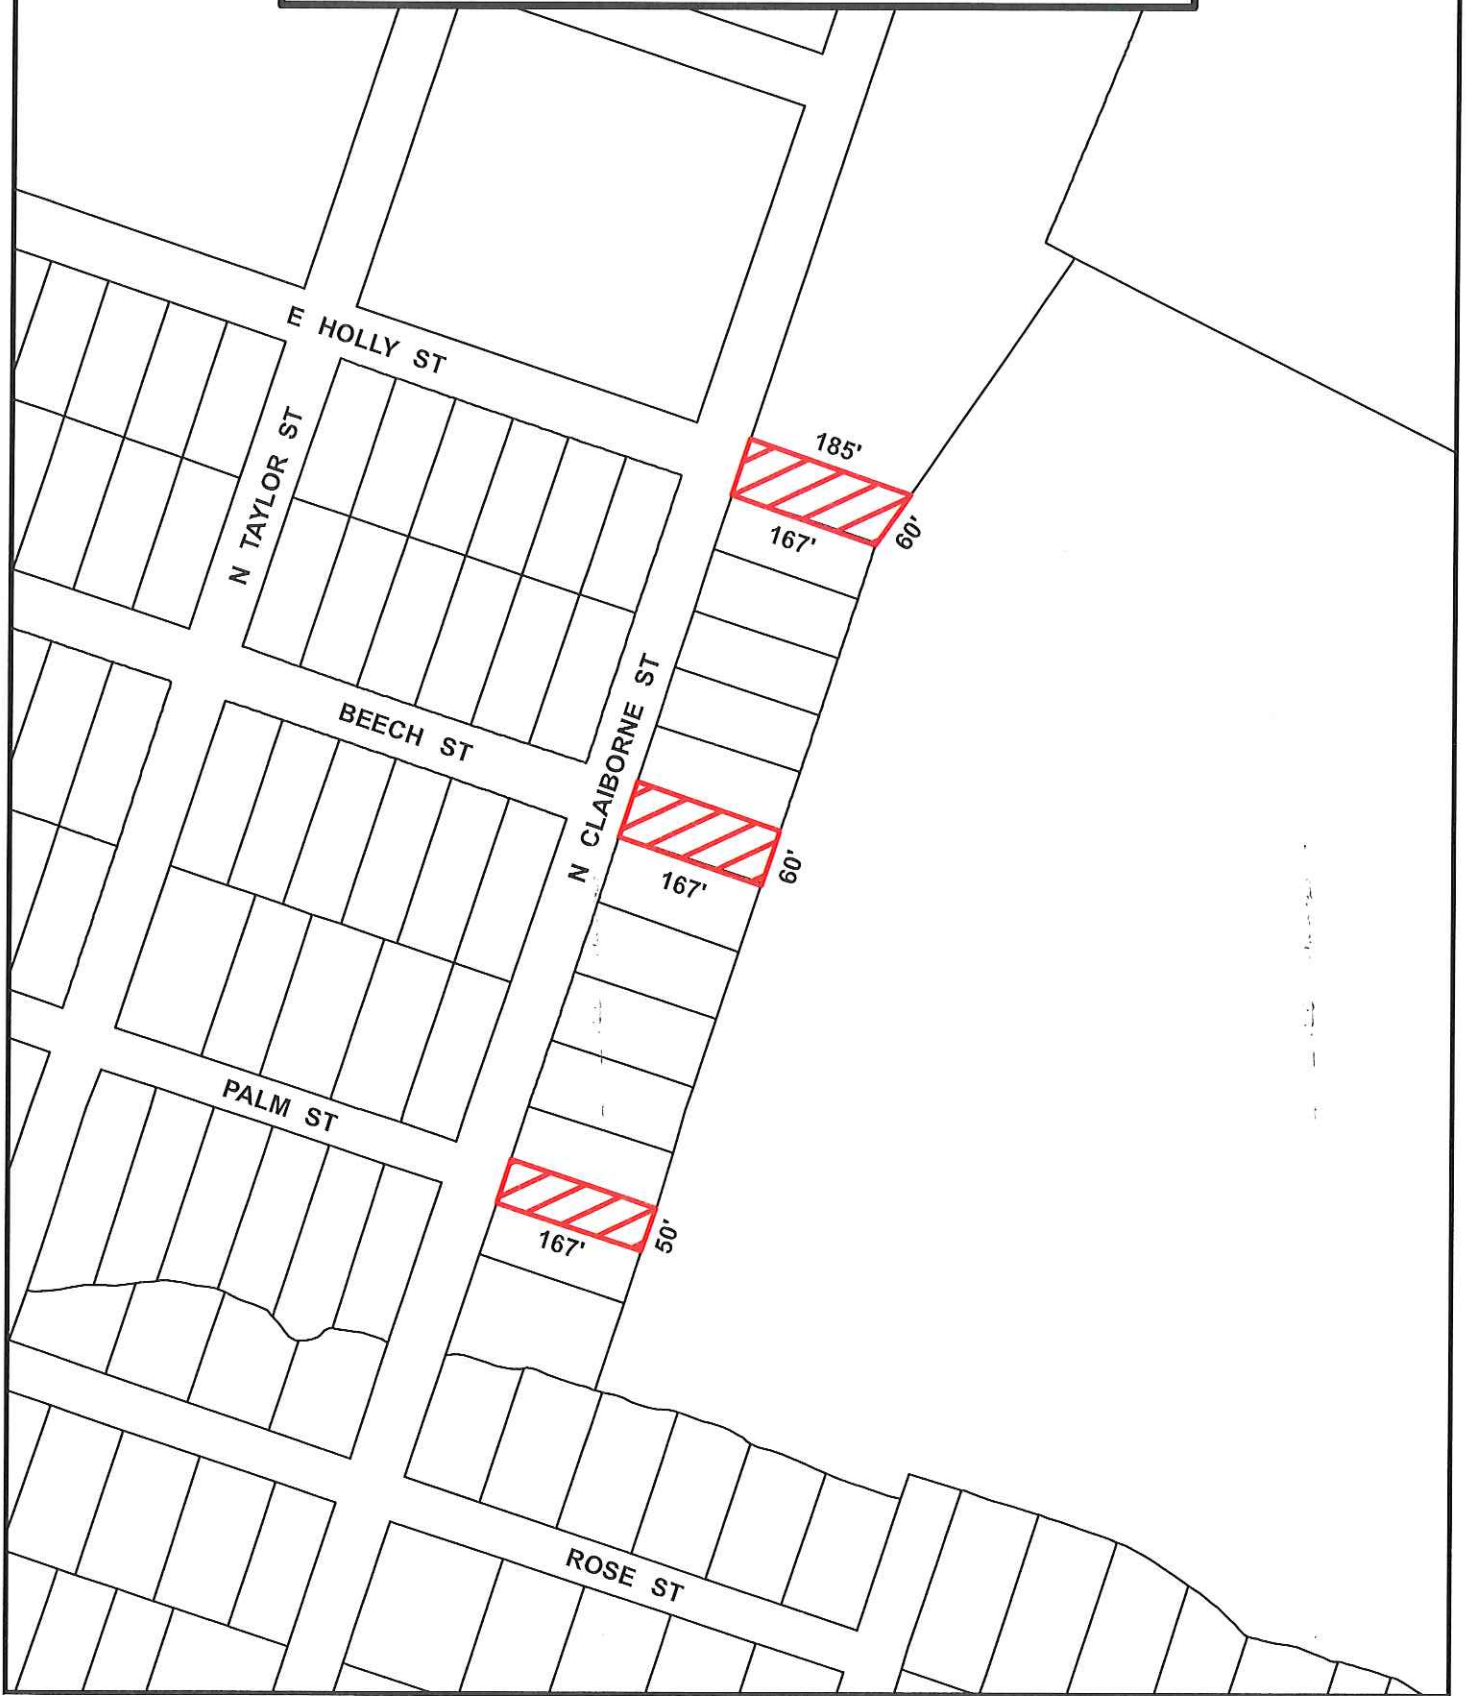 E HOLLY ST
N TAYLOR ST
185'
167'
60'
BEECH ST
N CLAIBORNE ST
167'
60'
PALM ST
167'
50'
ROSE ST